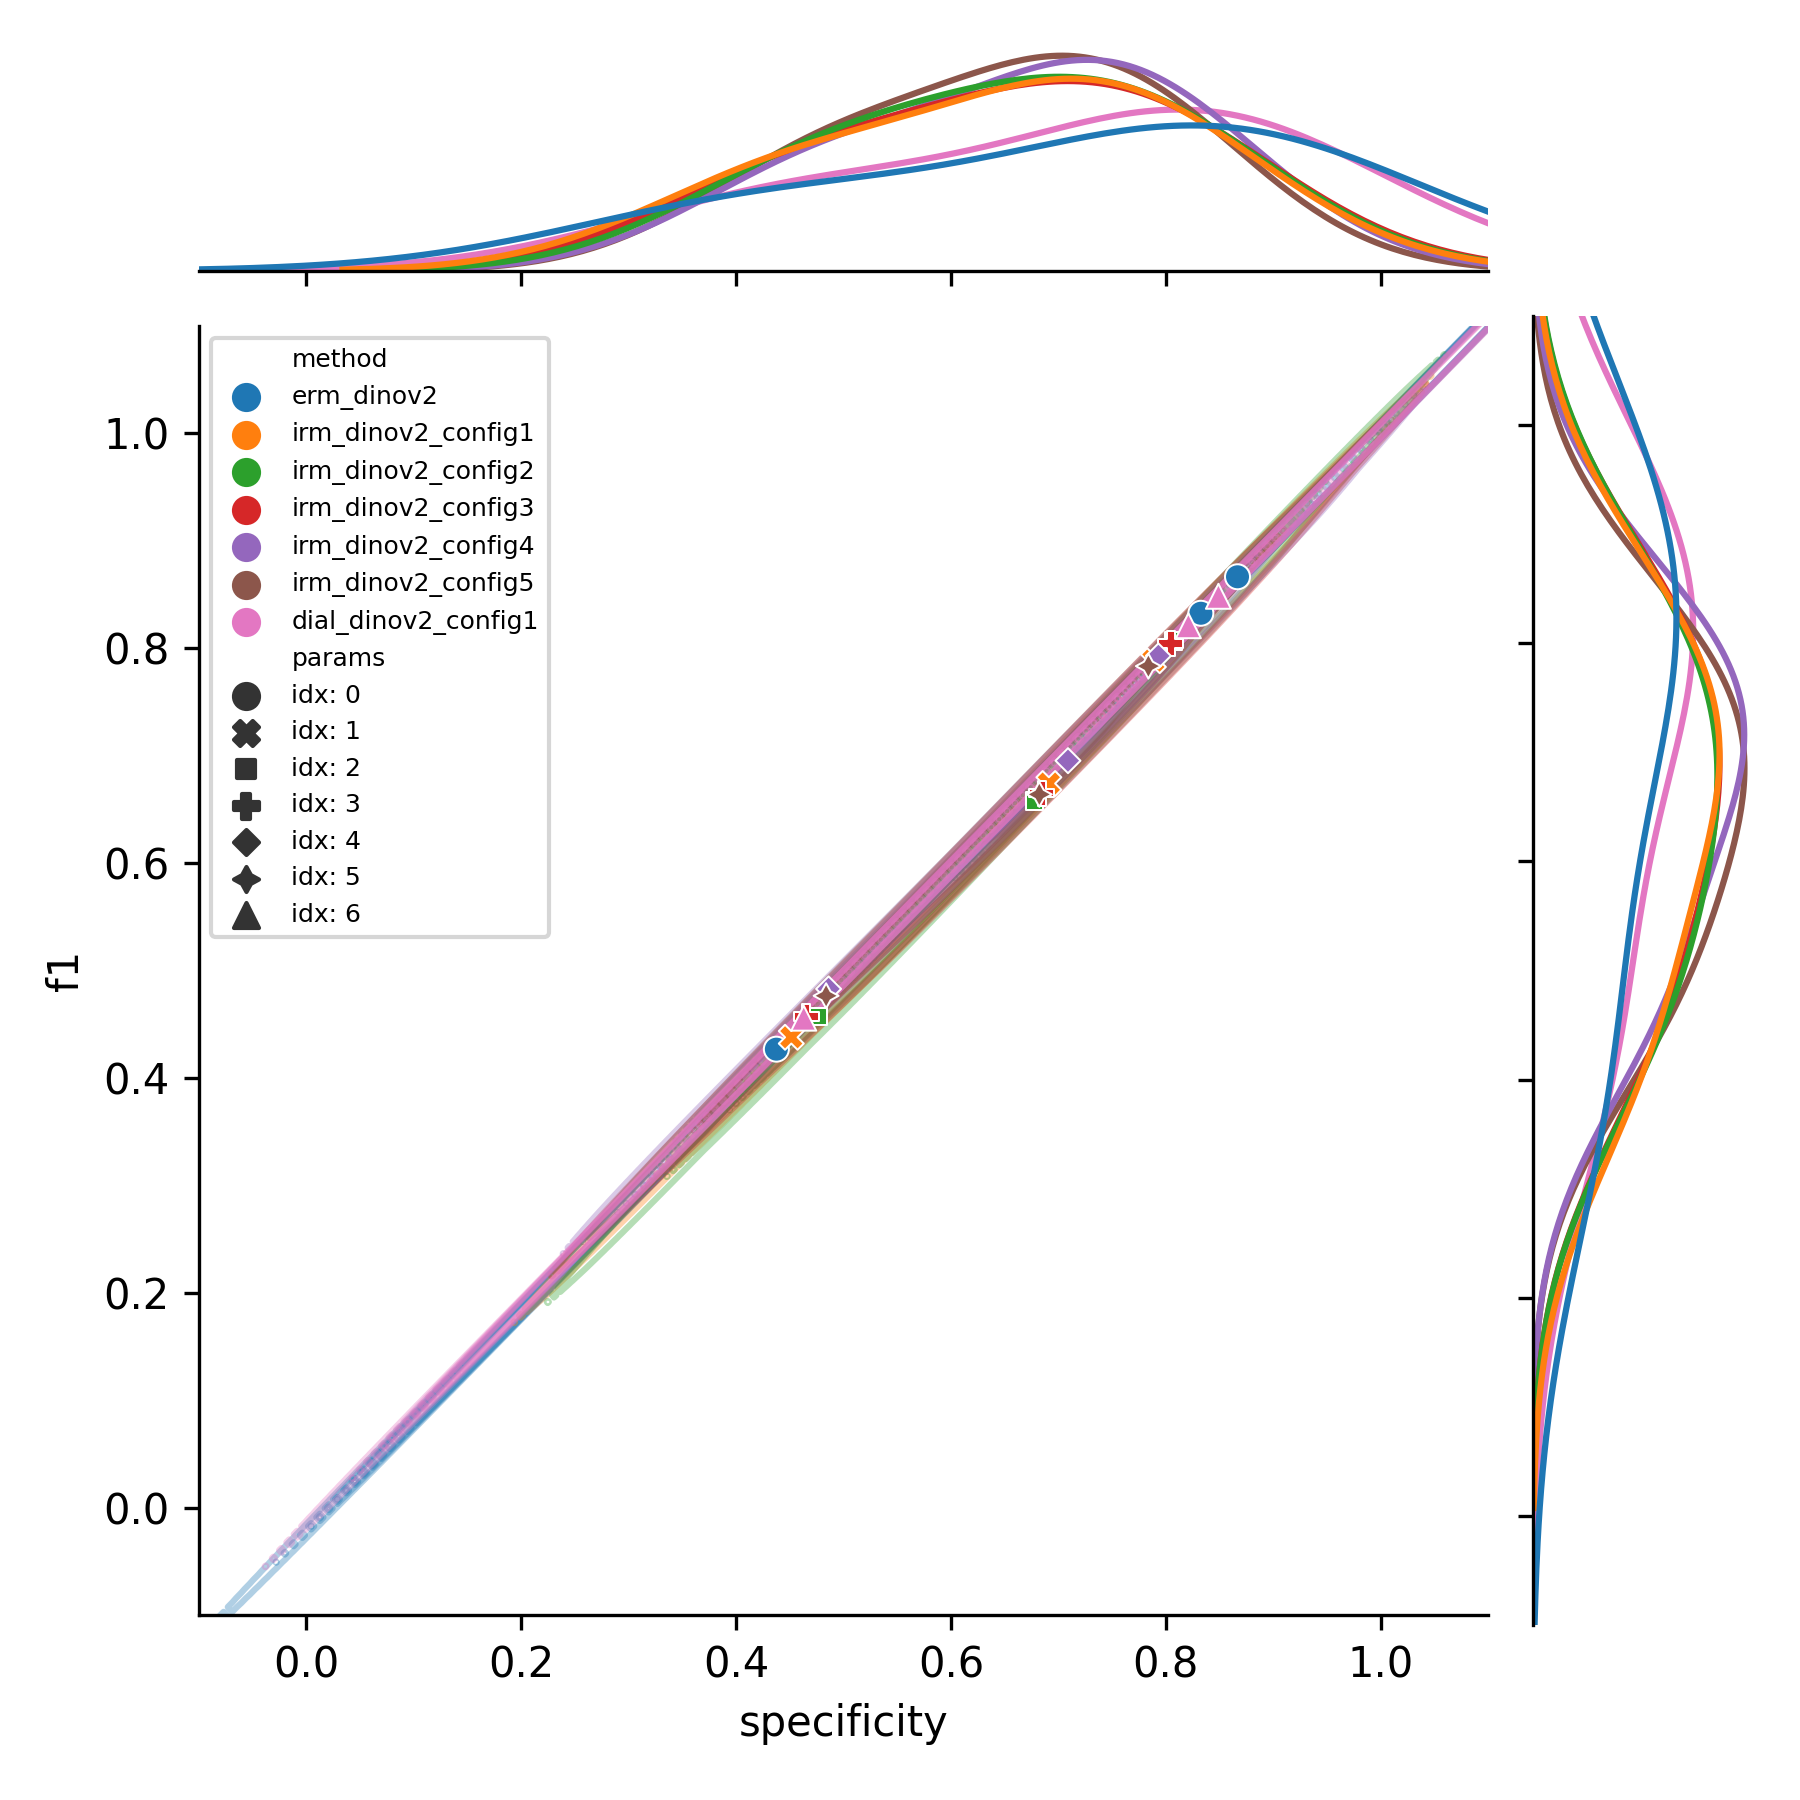 method
erm_dinov2
irm_dinov2_config1
irm_dinov2_config2
irm_dinov2_config3
irm_dinov2_config4
irm_dinov2_config5
dial_dinov2_config1
params
idx: 0
idx: 1
idx: 2
idx: 3
idx: 4
idx: 5
idx: 6
1.0
0.8
0.6
0.4
0.2
0.0
f1
0.0 0.2 0.4 0.6 0.8 1.0
specificity